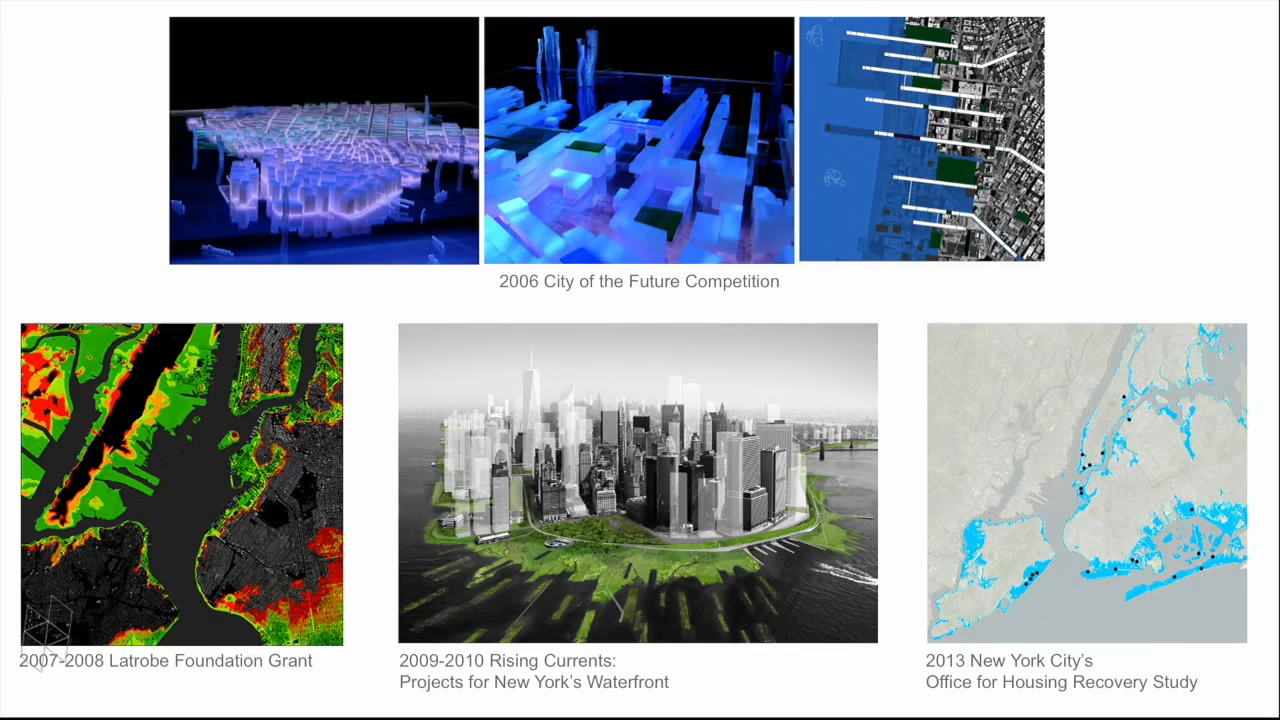 2006 City of the Future Competition
2007-2008 Latrobe Foundation Grant
2009-2010 Rising Currents:
Projects for New York's Waterfront
2013 New York City's
Office for Housing Recovery Study